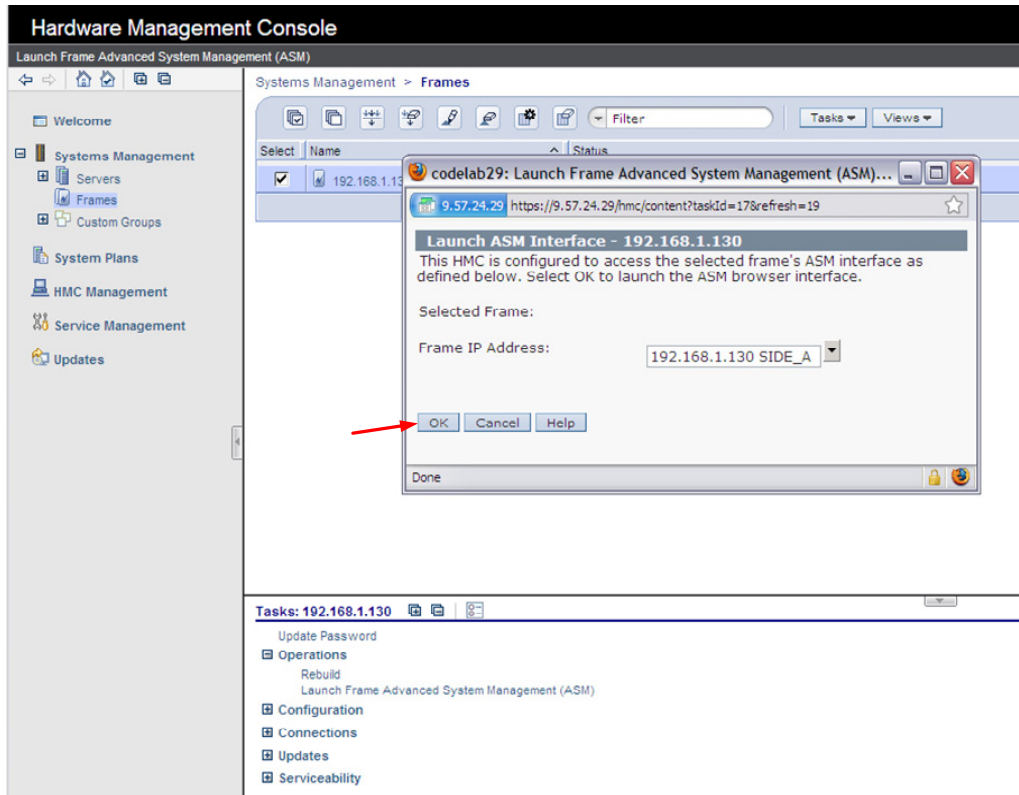 Hardware Management Console
Launch Frame Advanced System Management (ASM)
Systems Management > Frames
Welcome
Systems Management
Servers
Frames
Custom Groups
System Plans
HMC Management
Service Management
Updates
Filter
Tasks
Views
Select
Name
Status
192.168.1.13
codelab29: Launch Frame Advanced System Management (ASM)...
9.57.24.29 https://9.57.24.29/hmc/content?taskId=17&refresh=19
Launch ASM Interface - 192.168.1.130
This HMC is configured to access the selected frame's ASM interface as
defined below. Select OK to launch the ASM browser interface.
Selected Frame:
Frame IP Address:
192.168.1.130 SIDE_A
OK
Cancel
Help
Done
Tasks: 192.168.1.130
Update Password
Operations
Rebuild
Launch Frame Advanced System Management (ASM)
Configuration
Connections
Updates
Serviceability